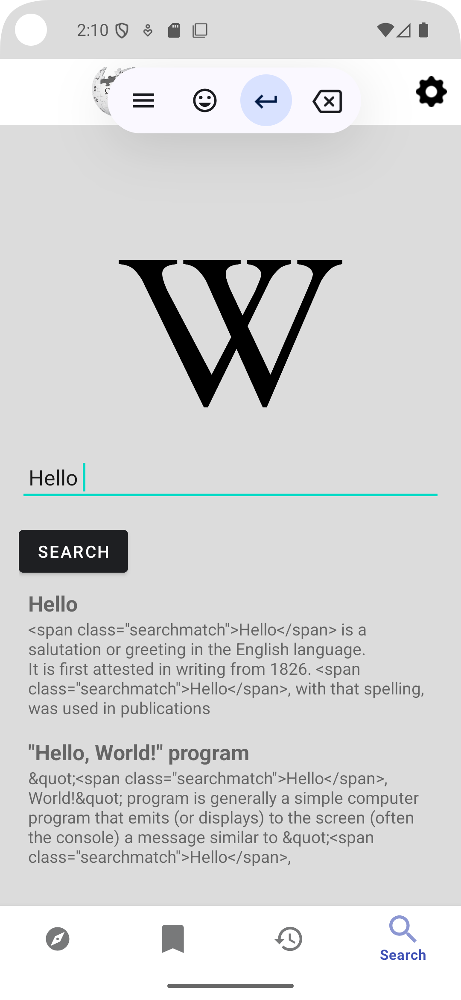 2:10
W
Hello
SEARCH
Hello
<span class="searchmatch">Hello</span> is a
salutation or greeting in the English language.
It is first attested in writing from 1826. <span
class="searchmatch">Hello</span>, with that spelling,
was used in publications
"Hello, World!" program
&quot;<span class="searchmatch">Hello</span>,
World!&quot; program is generally a simple computer
program that emits (or displays) to the screen (often
the console) a message similar to &quot;<span
class="searchmatch">Hello</span>,
Search